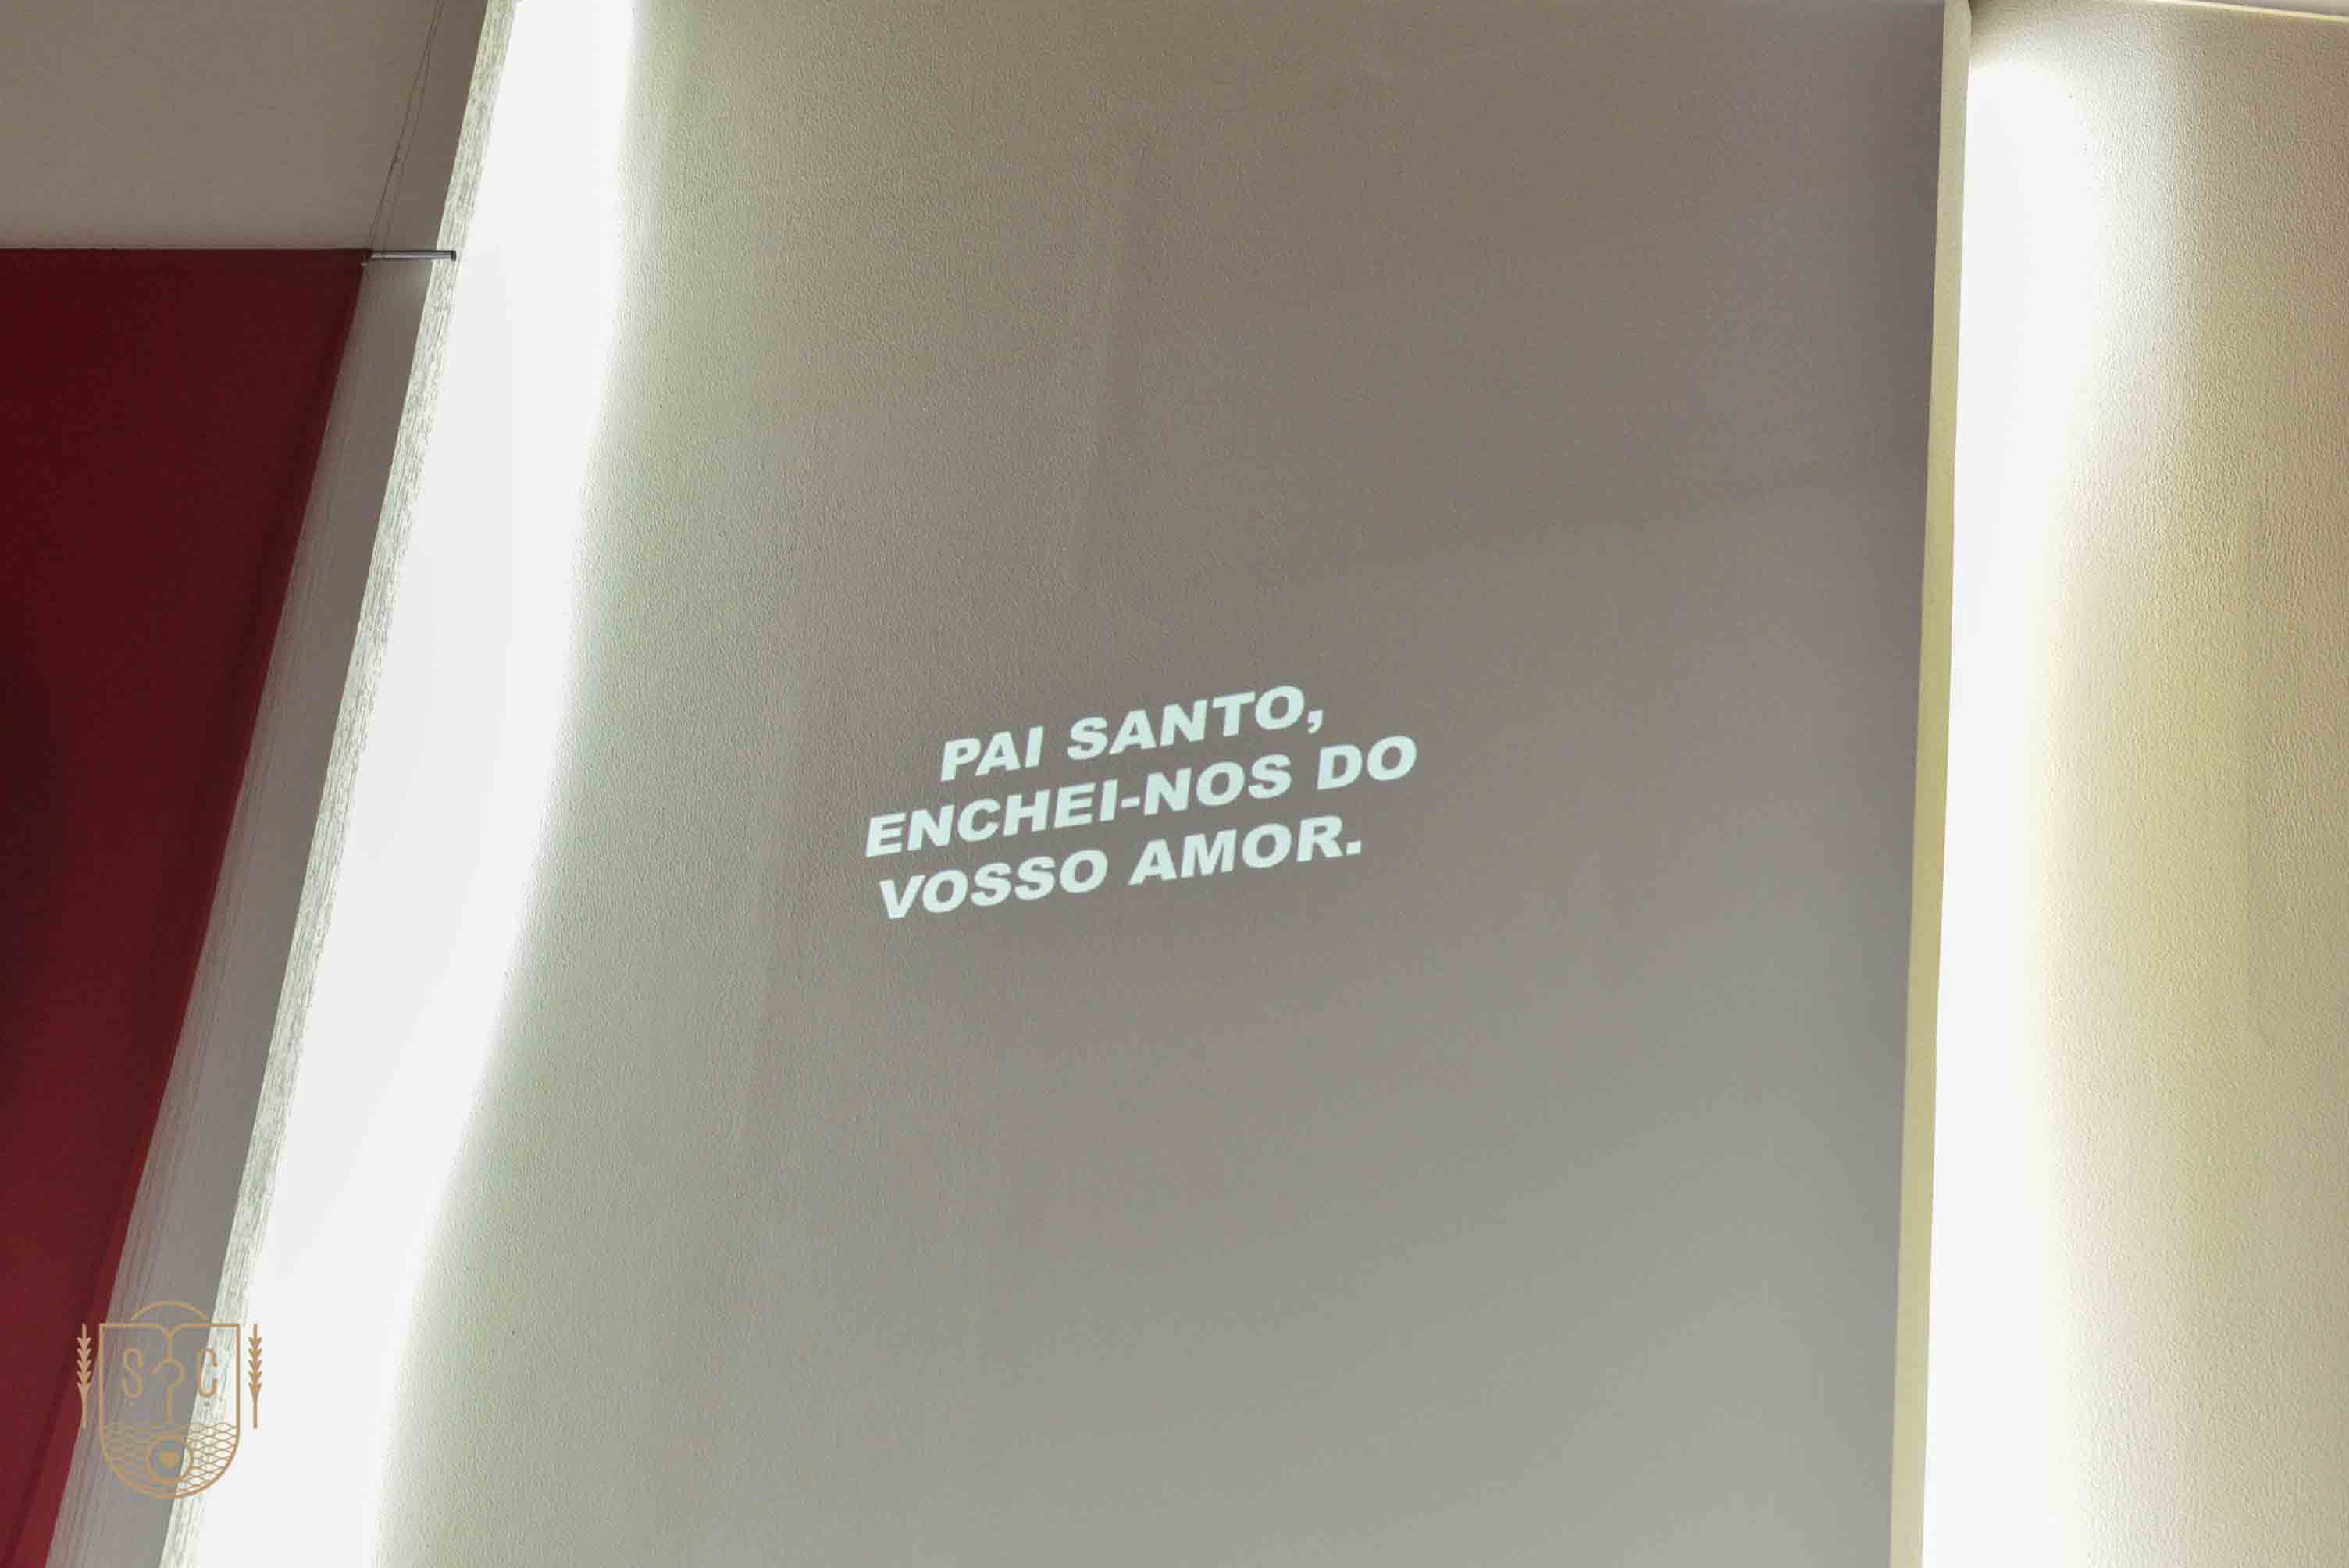 PAI SANTO,
ENCHEI-NOS DO
VOSSO AMOR.
S C